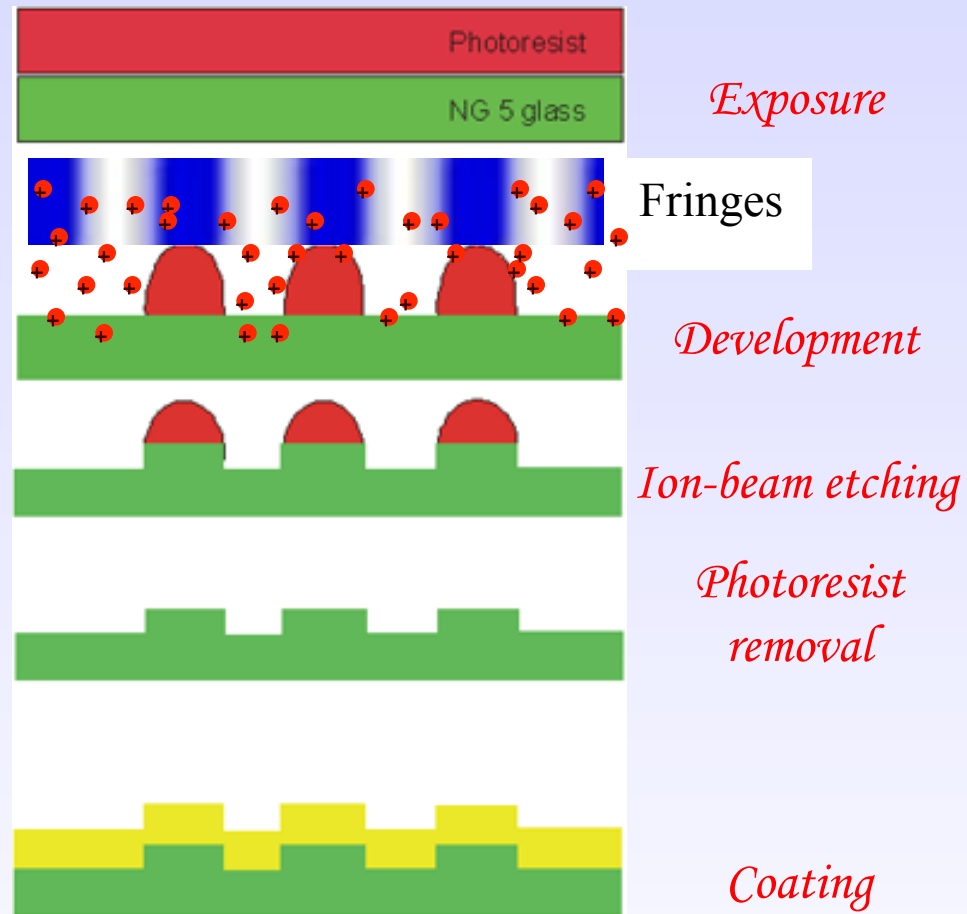 Photoresist
NG 5 glass
Exposure
Fringes
Development
Ion-beam etching
Photoresist
removal
Coating